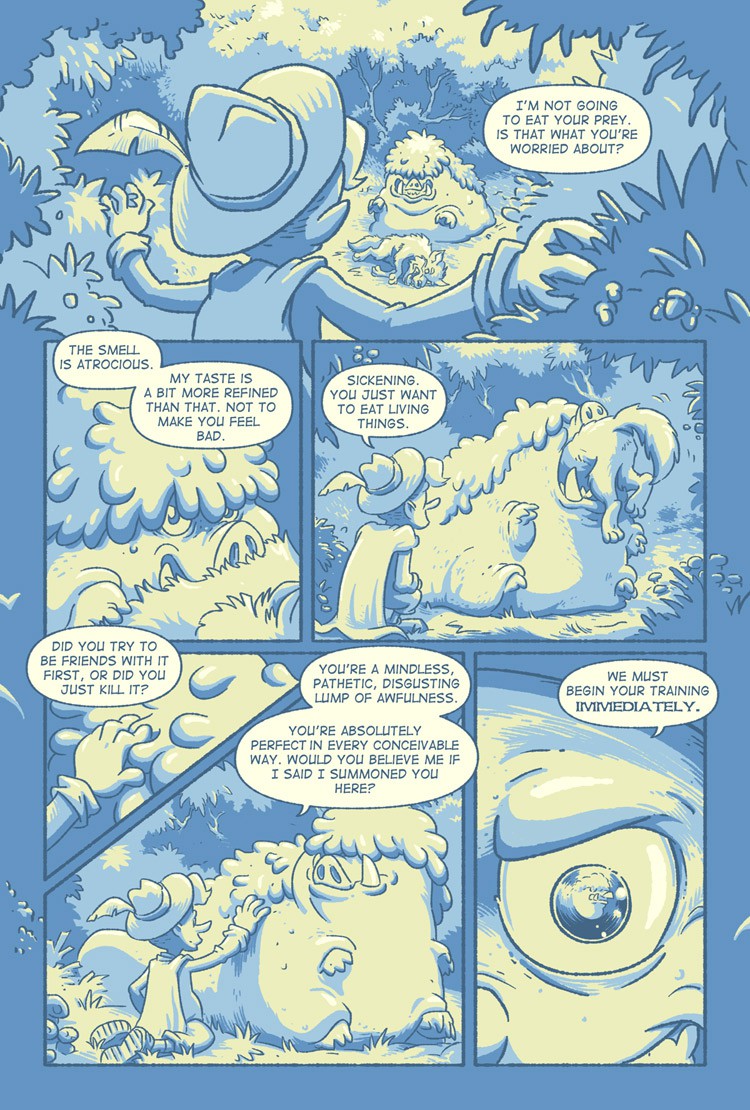 I'M NOT GOING
TO EAT YOUR PREY.
IS THAT WHAT YOU'RE
WORRIED ABOUT?
THE SMELL
IS ATROCIOUS.
MY TASTE IS
A BIT MORE REFINED
THAN THAT. NOT TO
MAKE YOU FEEL
BAD.
SICKENING.
YOU JUST WANT
TO EAT LIVING
THINGS.
DID YOU TRY TO
BE FRIENDS WITH IT
FIRST, OR DID YOU
JUST KILL IT?
YOU'RE A MINDLESS,
PATHETIC, DISGUSTING
LUMP OF AWFULNESS.
YOU'RE ABSOLUTELY
PERFECT IN EVERY CONCEIVABLE
WAY. WOULD YOU BELIEVE ME IF
I SAID I SUMMONED YOU
HERE?
WE MUST
BEGIN YOUR TRAINING
IMMEDIATELY.